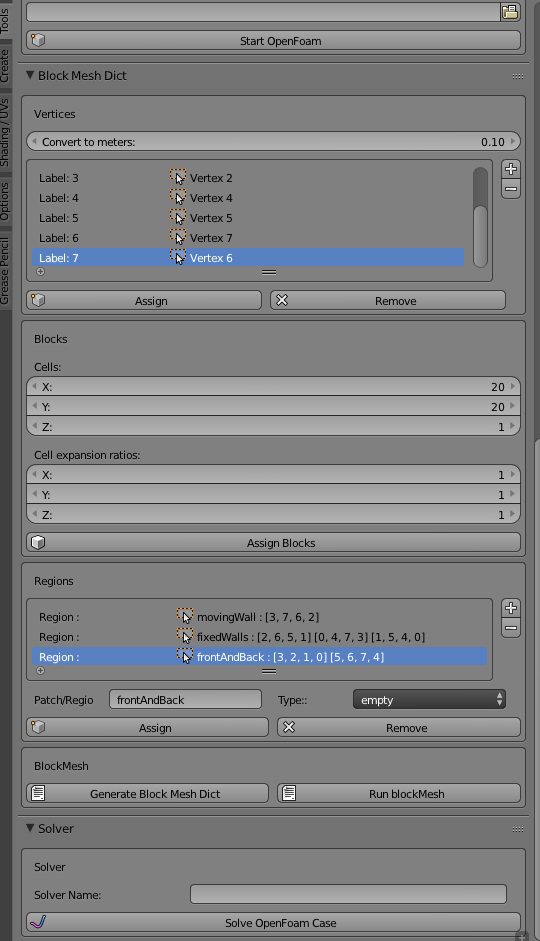 Tools
Create
Shading / UVs
Options
Grease Pencil
Start OpenFoam
Block Mesh Dict
Vertices
Convert to meters: 0.10
Label: 3 Vertex 2
Label: 4 Vertex 4
Label: 5 Vertex 5
Label: 6 Vertex 7
Label: 7 Vertex 6
Assign Remove
Blocks
Cells:
X: 20
Y: 20
Z: 1
Cell expansion ratios:
X: 1
Y: 1
Z: 1
Assign Blocks
Regions
Region : movingWall : [3, 7, 6, 2]
Region : fixedWalls : [2, 6, 5, 1] [0, 4, 7, 3] [1, 5, 4, 0]
Region : frontAndBack : [3, 2, 1, 0] [5, 6, 7, 4]
Patch/Regio frontAndBack Type:: empty
Assign Remove
BlockMesh
Generate Block Mesh Dict Run blockMesh
Solver
Solver
Solver Name:
Solve OpenFoam Case